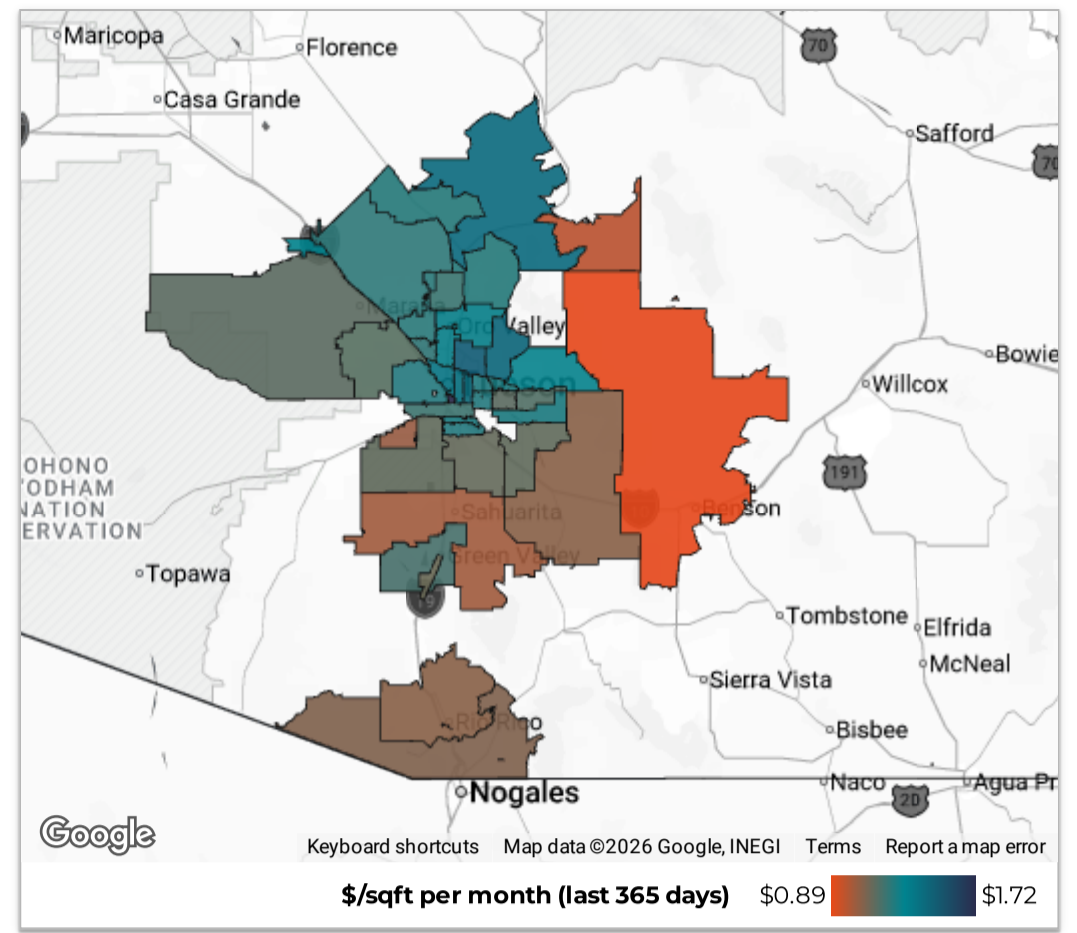 Maricopa
Florence
70
Casa Grande
Safford
70
Marana
Oro Valley
Bowie
Tucson
Willcox
OHONO
'ODHAM
NATION
ERVATION
191
Benson
Sahuarita
Green Valley
Topawa
19
Tombstone
Elfrida
McNeal
Sierra Vista
Rio Rico
Bisbee
Naco
Agua Pr
2D
Nogales
Google
Keyboard shortcuts Map data ©2026 Google, INEGI Terms Report a map error
$/sqft per month (last 365 days) $0.89 $1.72